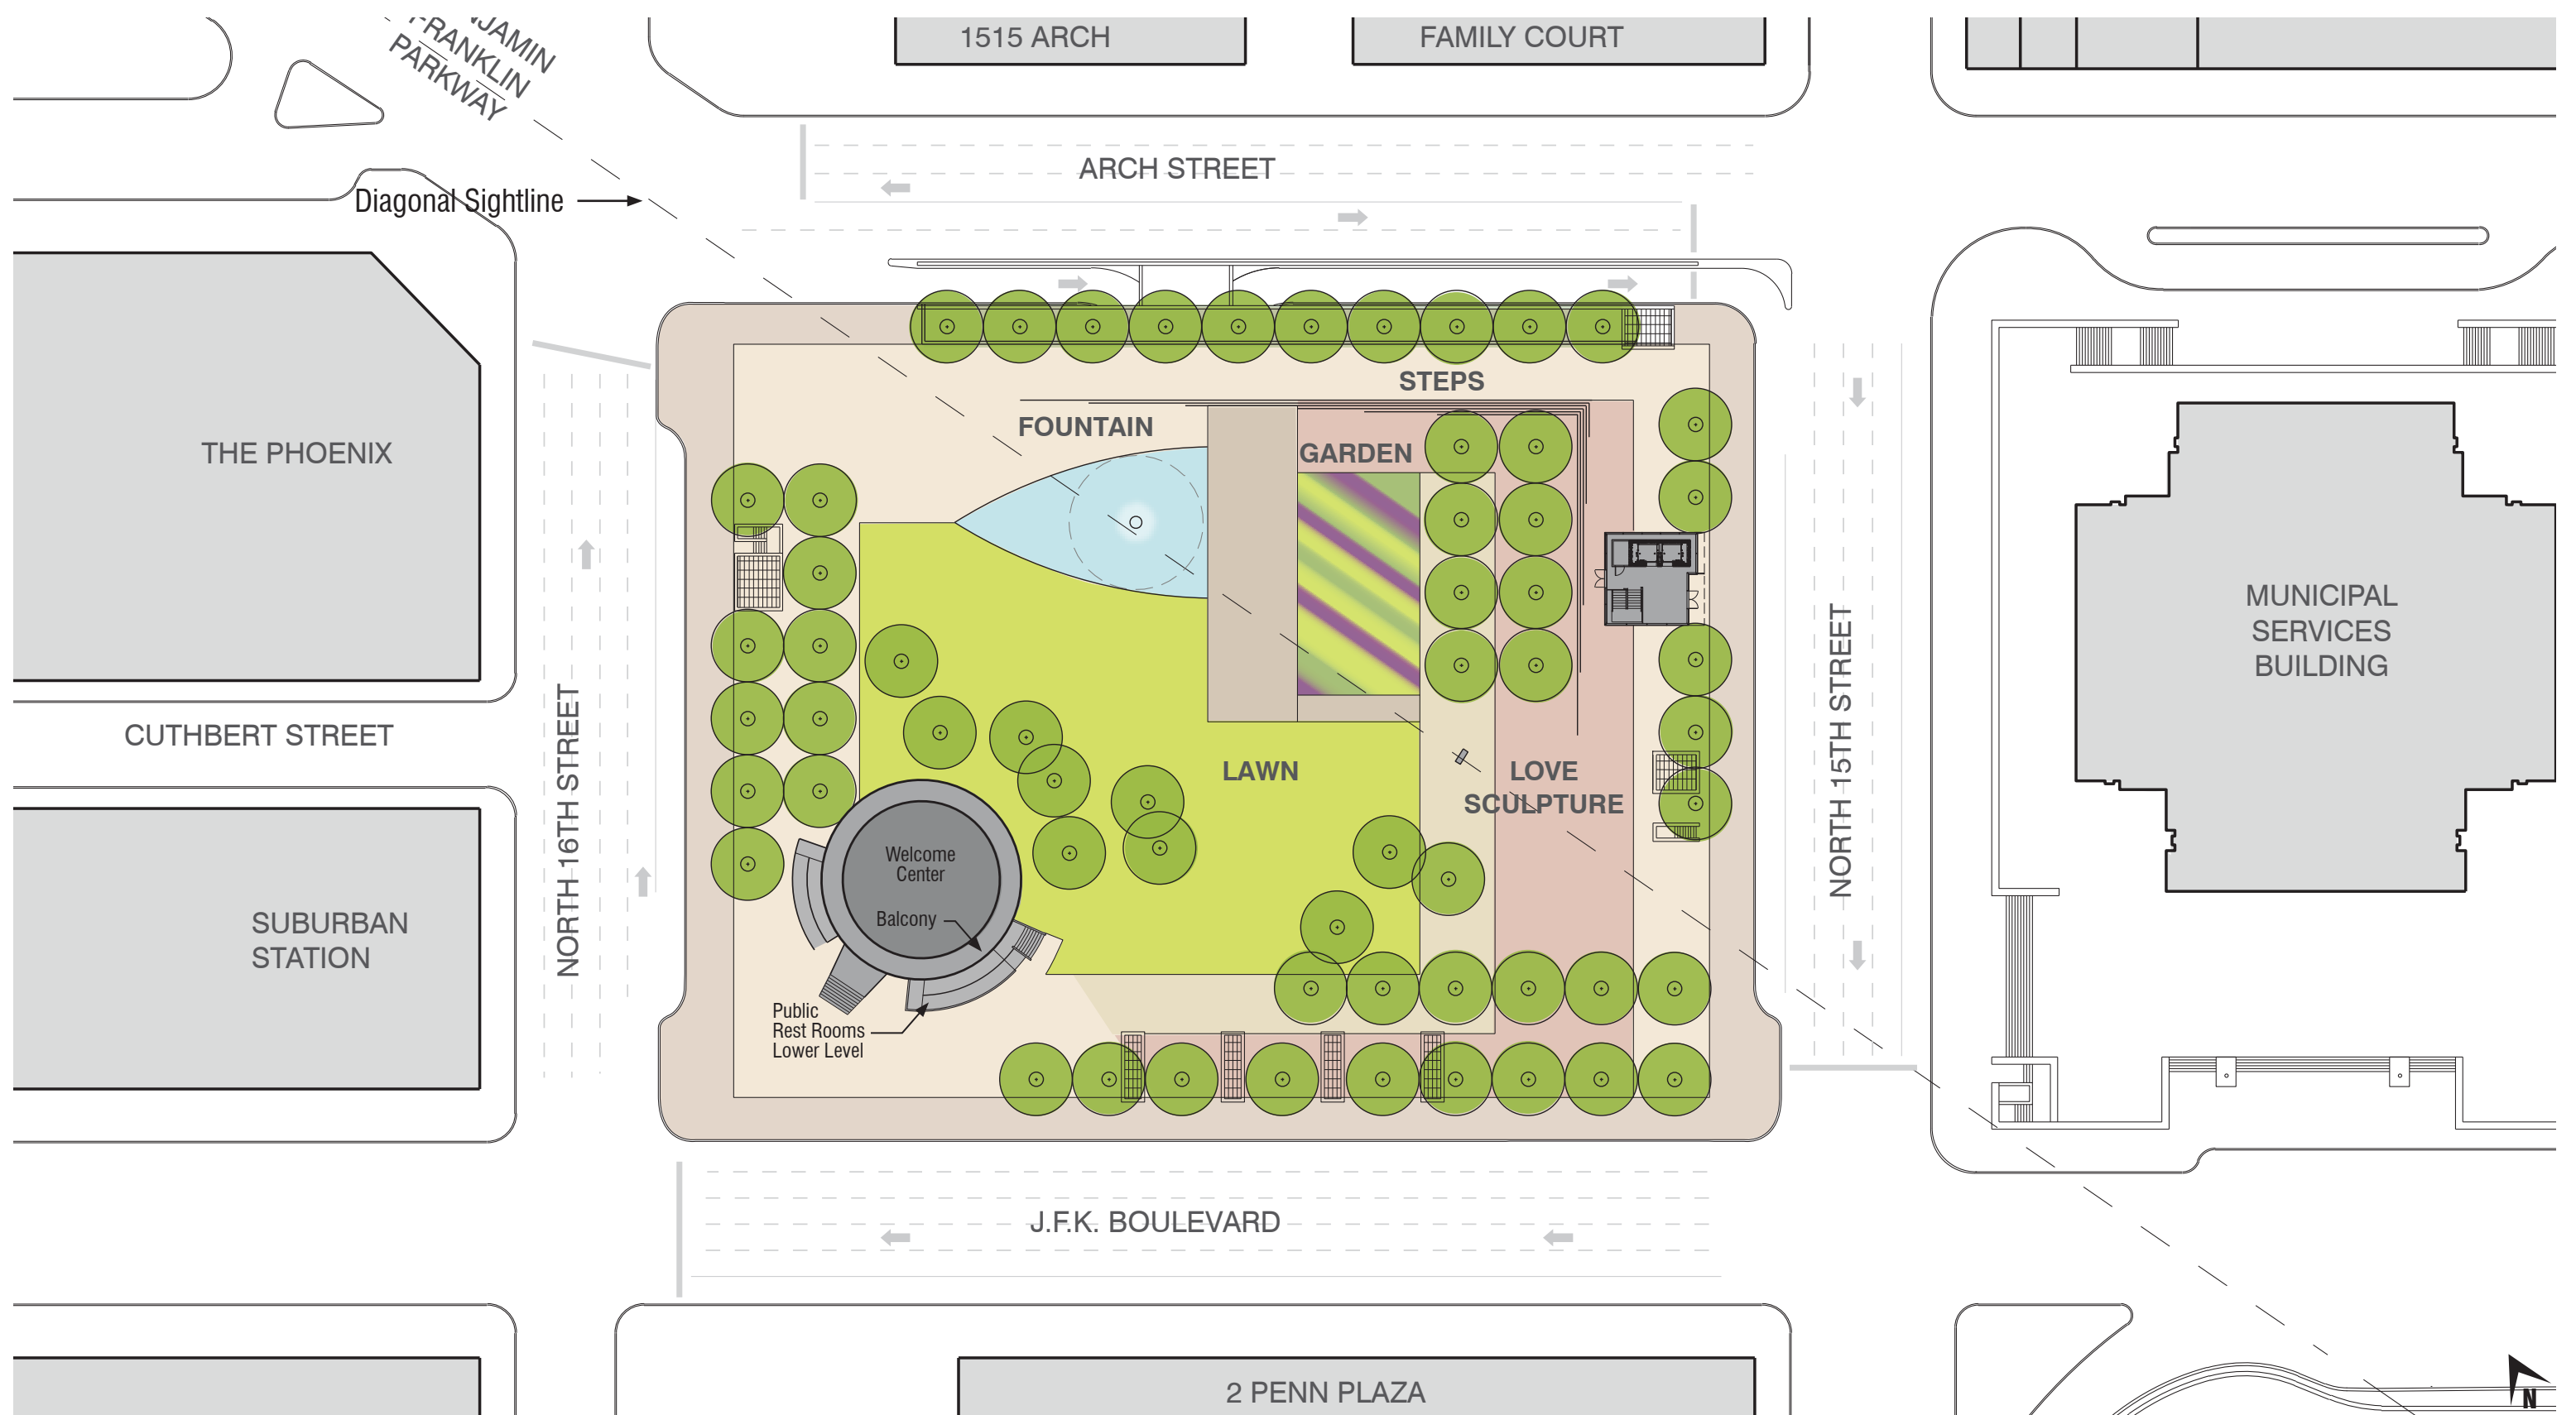 1515 ARCH
FAMILY COURT
FRANKLIN
PARKWAY
ARCH STREET
Diagonal Sightline
STEPS
FOUNTAIN
GARDEN
THE PHOENIX
MUNICIPAL
SERVICES
BUILDING
CUTHBERT STREET
NORTH 16TH STREET
NORTH 15TH STREET
LAWN
LOVE
SCULPTURE
Welcome
Center
Balcony
SUBURBAN
STATION
Public
Rest Rooms
Lower Level
J.F.K. BOULEVARD
2 PENN PLAZA
N